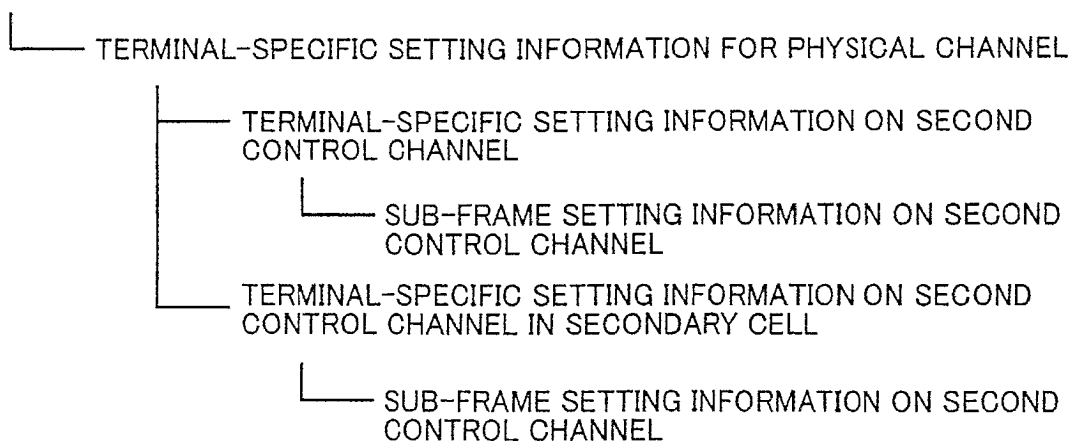 TERMINAL-SPECIFIC SETTING INFORMATION FOR PHYSICAL CHANNEL
TERMINAL-SPECIFIC SETTING INFORMATION ON SECOND
CONTROL CHANNEL
SUB-FRAME SETTING INFORMATION ON SECOND
CONTROL CHANNEL
TERMINAL-SPECIFIC SETTING INFORMATION ON SECOND
CONTROL CHANNEL IN SECONDARY CELL
SUB-FRAME SETTING INFORMATION ON SECOND
CONTROL CHANNEL